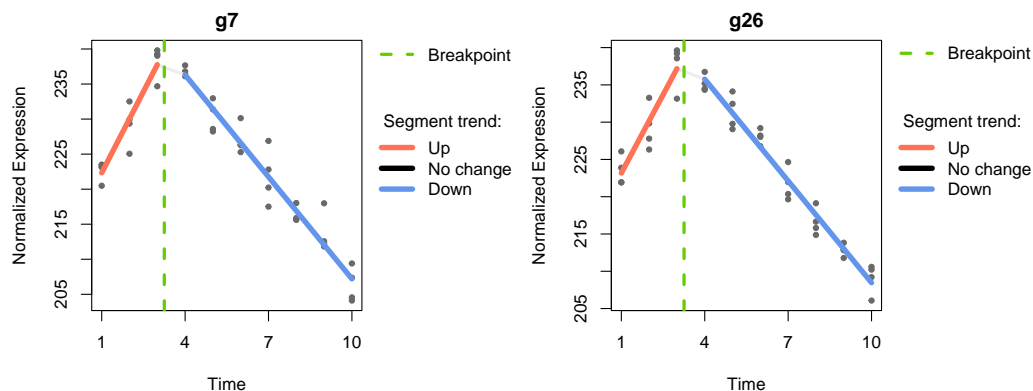 g7
Normalized Expression
205
215
225
235
1
4
7
10
Time
Breakpoint
Segment trend:
Up
No change
Down
g26
Normalized Expression
205
215
225
235
1
4
7
10
Time
Breakpoint
Segment trend:
Up
No change
Down